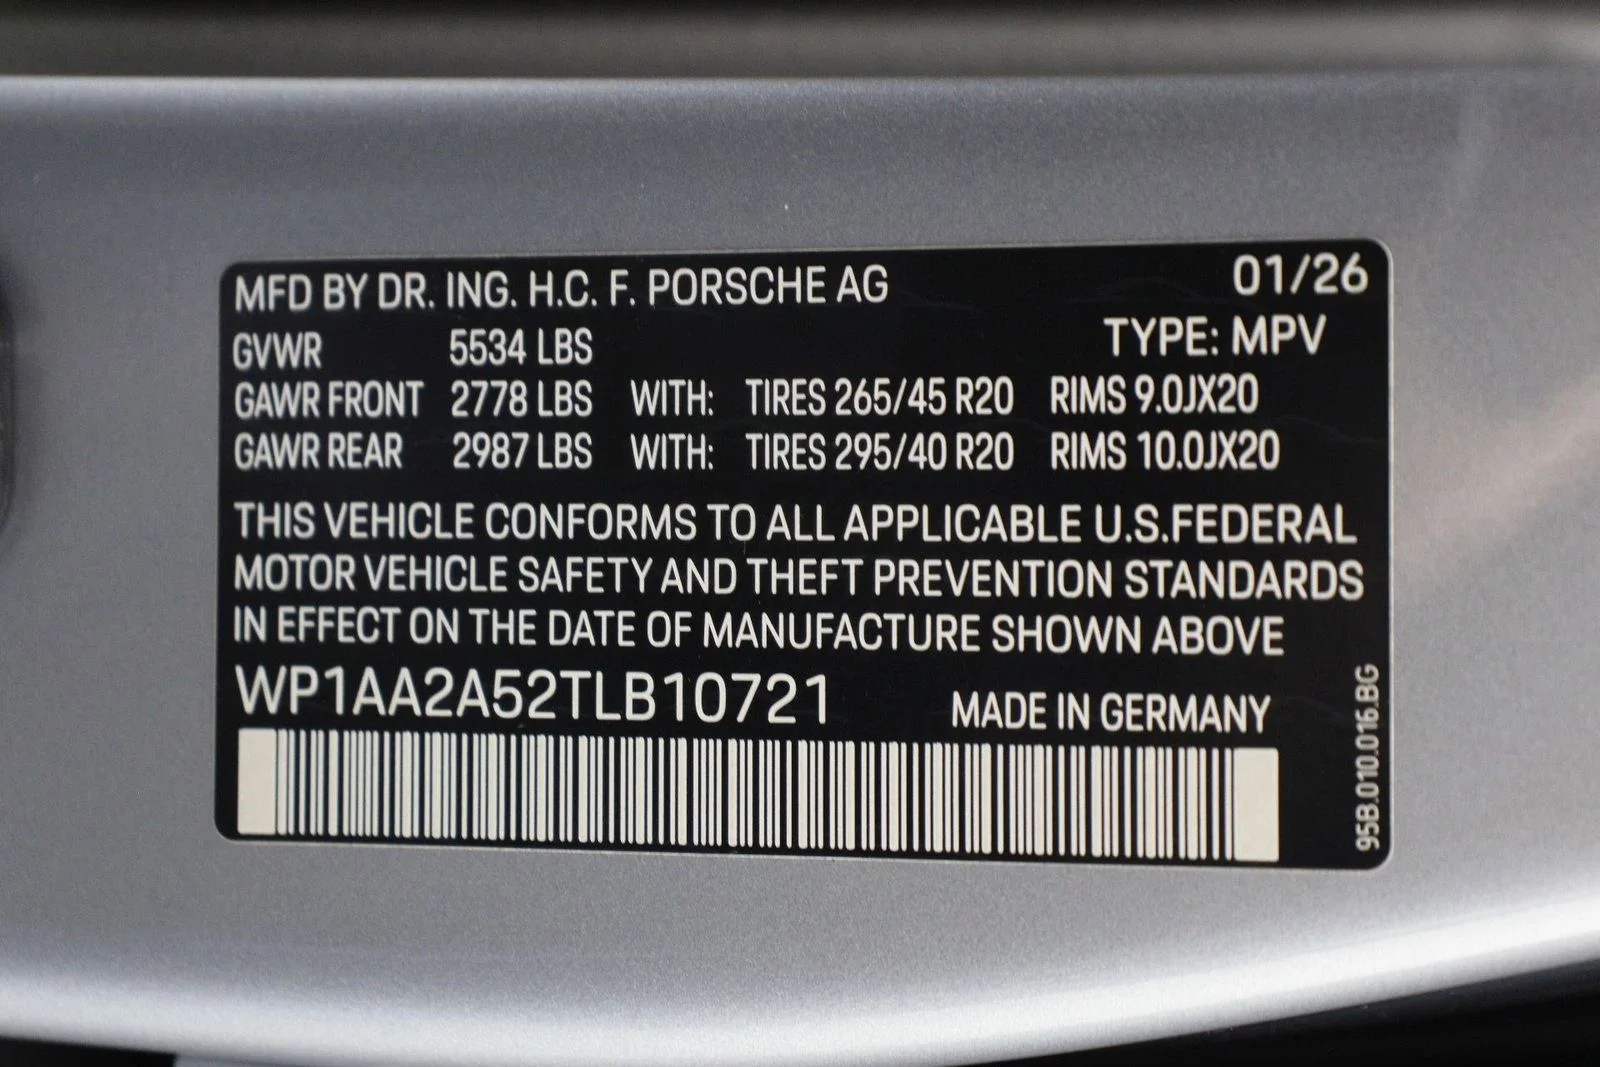 MFD BY DR. ING. H.C. F. PORSCHE AG 01/26
GVWR 5534 LBS TYPE: MPV
GAWR FRONT 2778 LBS WITH: TIRES 265/45 R20 RIMS 9.0JX20
GAWR REAR 2987 LBS WITH: TIRES 295/40 R20 RIMS 10.0JX20
THIS VEHICLE CONFORMS TO ALL APPLICABLE U.S.FEDERAL
MOTOR VEHICLE SAFETY AND THEFT PREVENTION STANDARDS
IN EFFECT ON THE DATE OF MANUFACTURE SHOWN ABOVE
WP1AA2A52TLB10721 MADE IN GERMANY
95B.010.016.BG